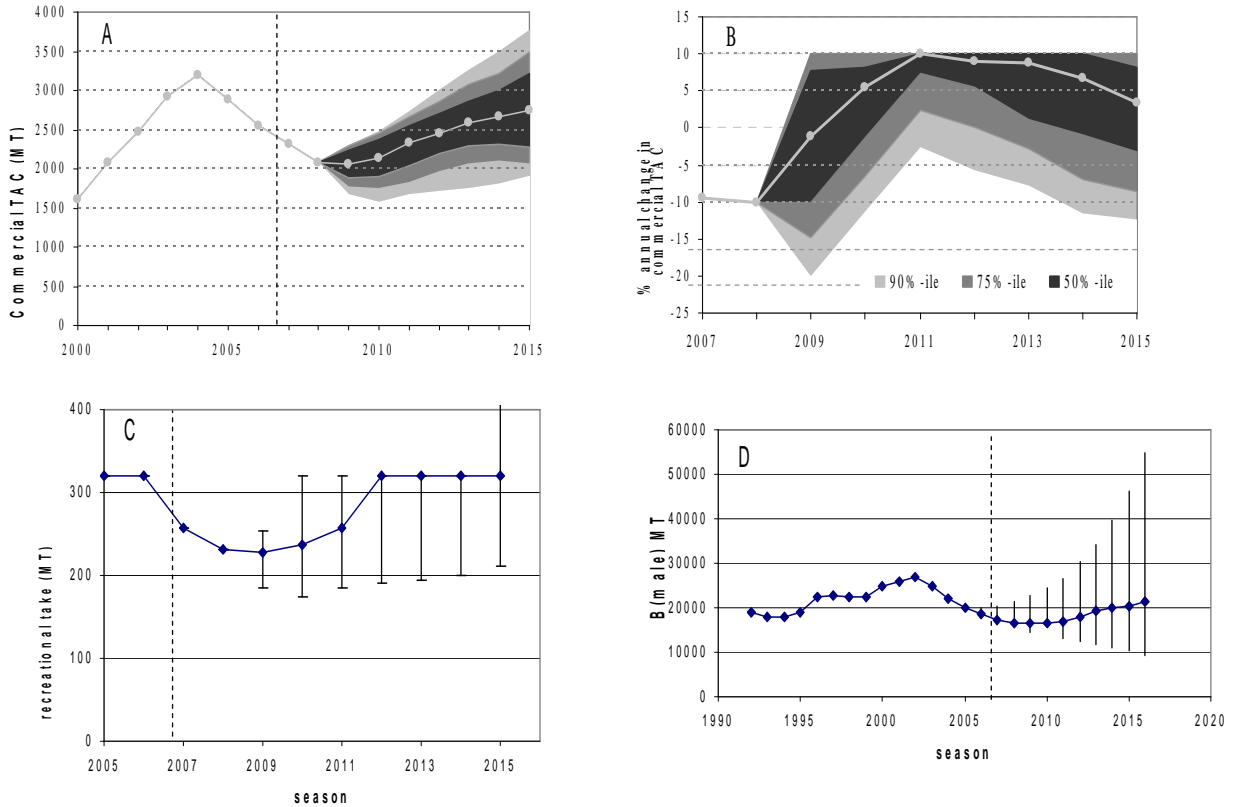 A
Commercial TAC (MT)
4000
3500
3000
2500
2000
1500
1000
500
0
2000 2005 2010 2015
B
% annual change in
commercial TAC
15
10
5
0
-5
-10
-15
-20
-25
90% -ile 75% -ile 50% -ile
2007 2009 2011 2013 2015
C
recreational take (MT)
400
300
200
100
0
2005 2007 2009 2011 2013 2015
season
D
B(male) MT
60000
50000
40000
30000
20000
10000
0
1990 1995 2000 2005 2010 2015 2020
season